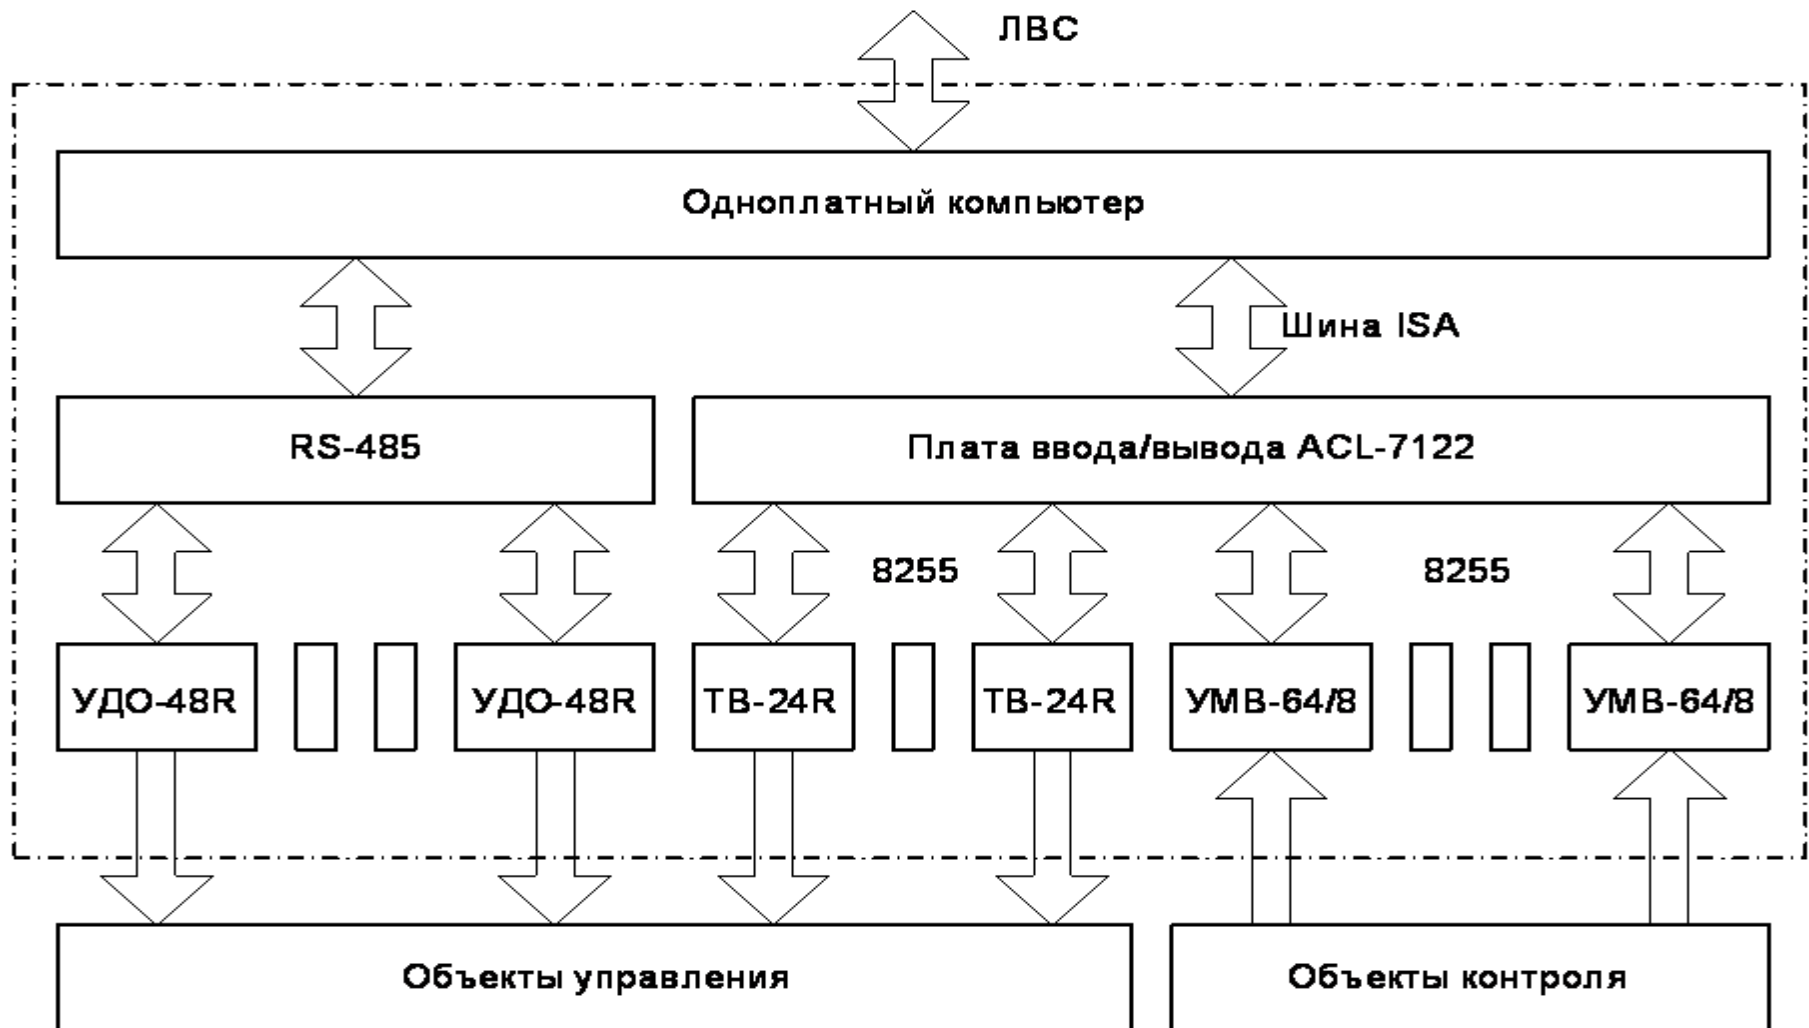 ЛВС
Одноплатный компьютер
Шина ISA
RS-485
Плата ввода/вывода ACL-7122
8255
8255
УДО-48R
УДО-48R
ТВ-24R
ТВ-24R
УМВ-64/8
УМВ-64/8
Объекты управления
Объекты контроля